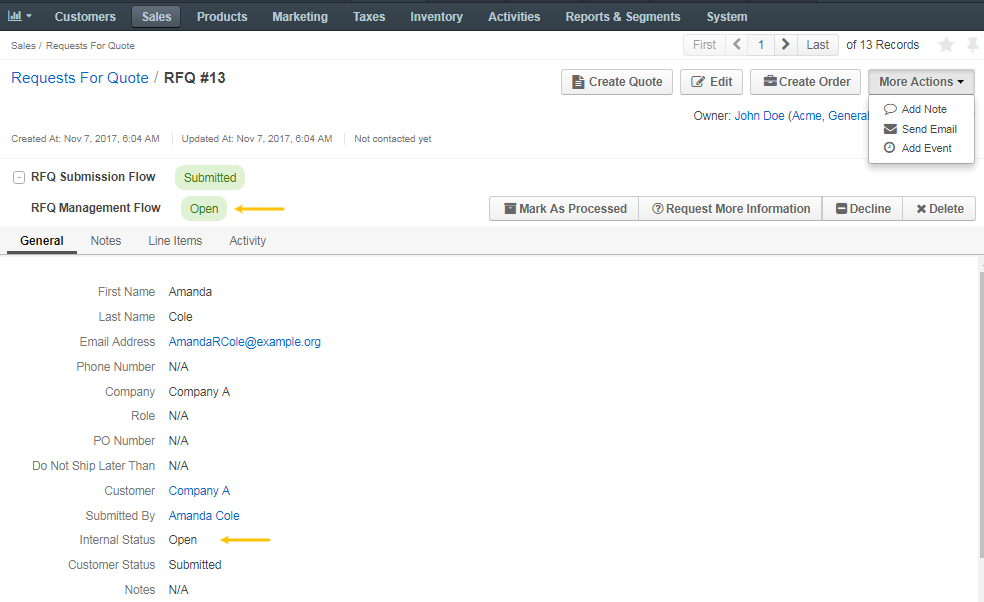 Customers Sales Products Marketing Taxes Inventory Activities Reports & Segments System
Sales / Requests For Quote
First 1 Last of 13 Records
Requests For Quote / RFQ #13
Create Quote Edit Create Order More Actions
Add Note
Send Email
Add Event
Owner: John Doe (Acme, General
Created At: Nov 7, 2017, 6:04 AM Updated At: Nov 7, 2017, 6:04 AM Not contacted yet
RFQ Submission Flow Submitted
RFQ Management Flow Open
Mark As Processed Request More Information Decline Delete
General Notes Line Items Activity
First Name Amanda
Last Name Cole
Email Address AmandaRCole@example.org
Phone Number N/A
Company Company A
Role N/A
PO Number N/A
Do Not Ship Later Than N/A
Customer Company A
Submitted By Amanda Cole
Internal Status Open
Customer Status Submitted
Notes N/A